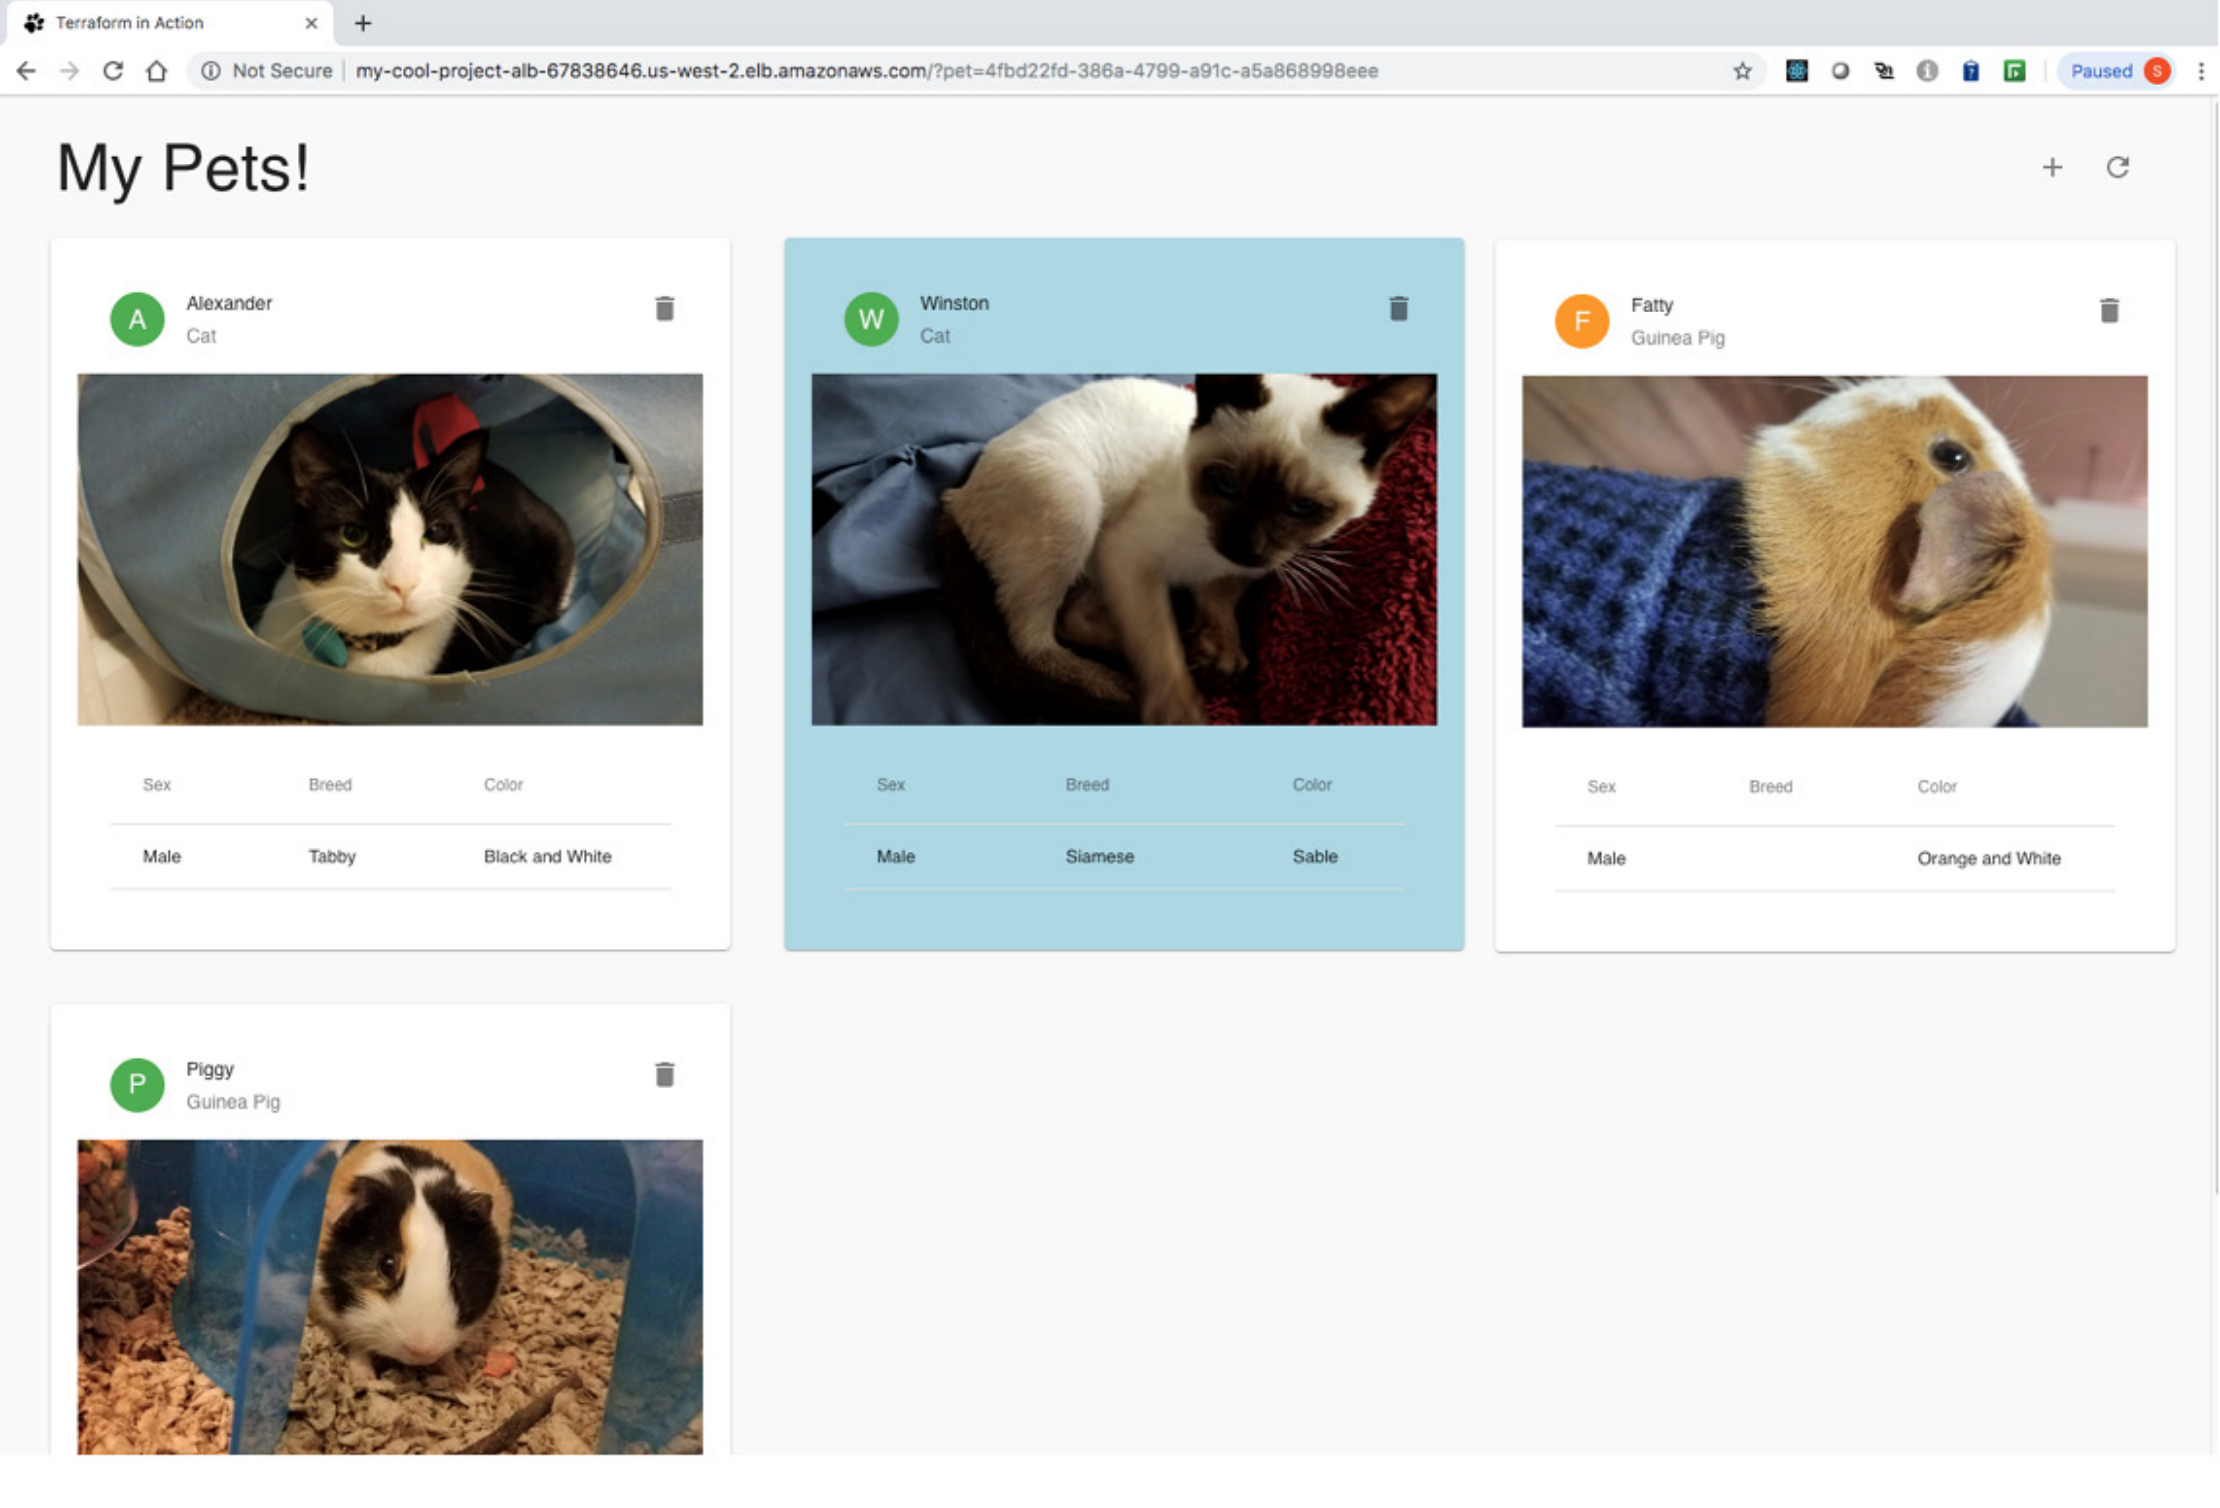 Terraform in Action
Not Secure my-cool-project-alb-67838646.us-west-2.elb.amazonaws.com/?pet=4fbd22fd-386a-4799-a91c-a5a868998eee Paused S
My Pets!
A Alexander
Cat
Sex Breed Color
Male Tabby Black and White
W Winston
Cat
Sex Breed Color
Male Siamese Sable
F Fatty
Guinea Pig
Sex Breed Color
Male Orange and White
P Piggy
Guinea Pig